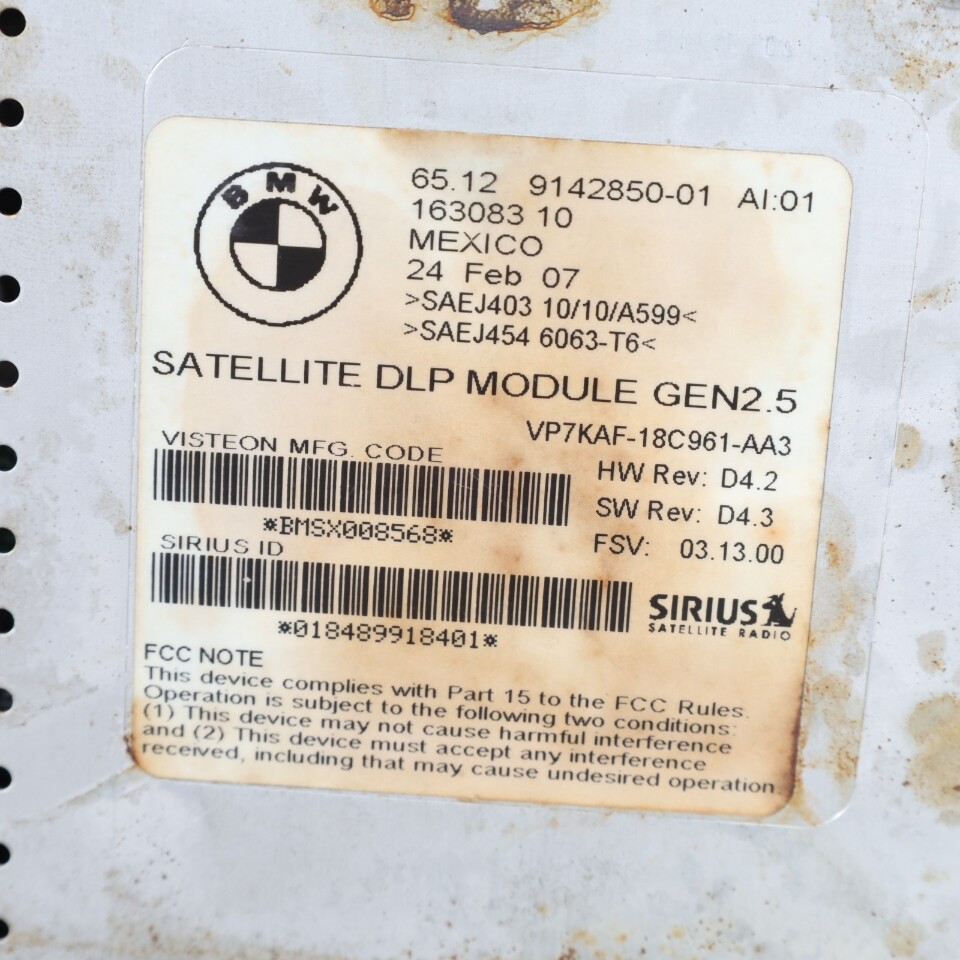 BMW
65.12 9142850-01 AI:01
163083 10
MEXICO
24 Feb 07
>SAEJ403 10/10/A599<
>SAEJ454 6063-T6<
SATELLITE DLP MODULE GEN2.5
VP7KAF-18C961-AA3
VISTEON MFG. CODE
HW Rev: D4.2
SW Rev: D4.3
*BMSX008568*
FSV: 03.13.00
SIRIUS ID
SIRIUS
SATELLITE RADIO
*018489918401*
FCC NOTE
This device complies with Part 15 to the FCC Rules.
Operation is subject to the following two conditions:
(1) This device may not cause harmful interference
and (2) This device must accept any interference
received, including that may cause undesired operation